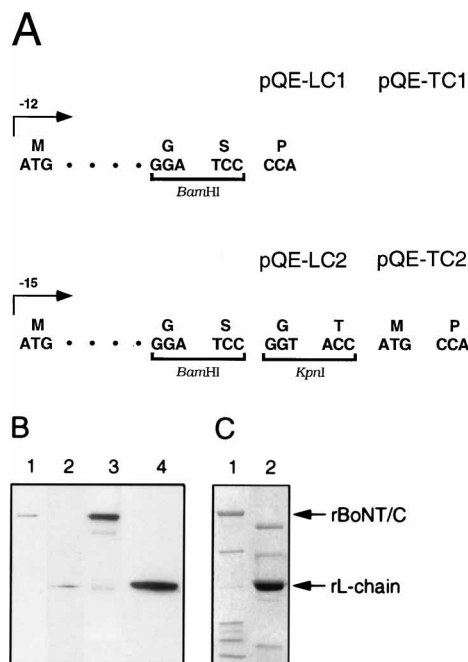 A
pQE-LC1 pQE-TC1
-12
M G S P
ATG • • • • GGA TCC CCA
BamHI
pQE-LC2 pQE-TC2
-15
M G S G T M P
ATG • • • • GGA TCC GGT ACC ATG CCA
BamHI KpnI
B C
1 2 3 4 1 2
rBoNT/C
rL-chain